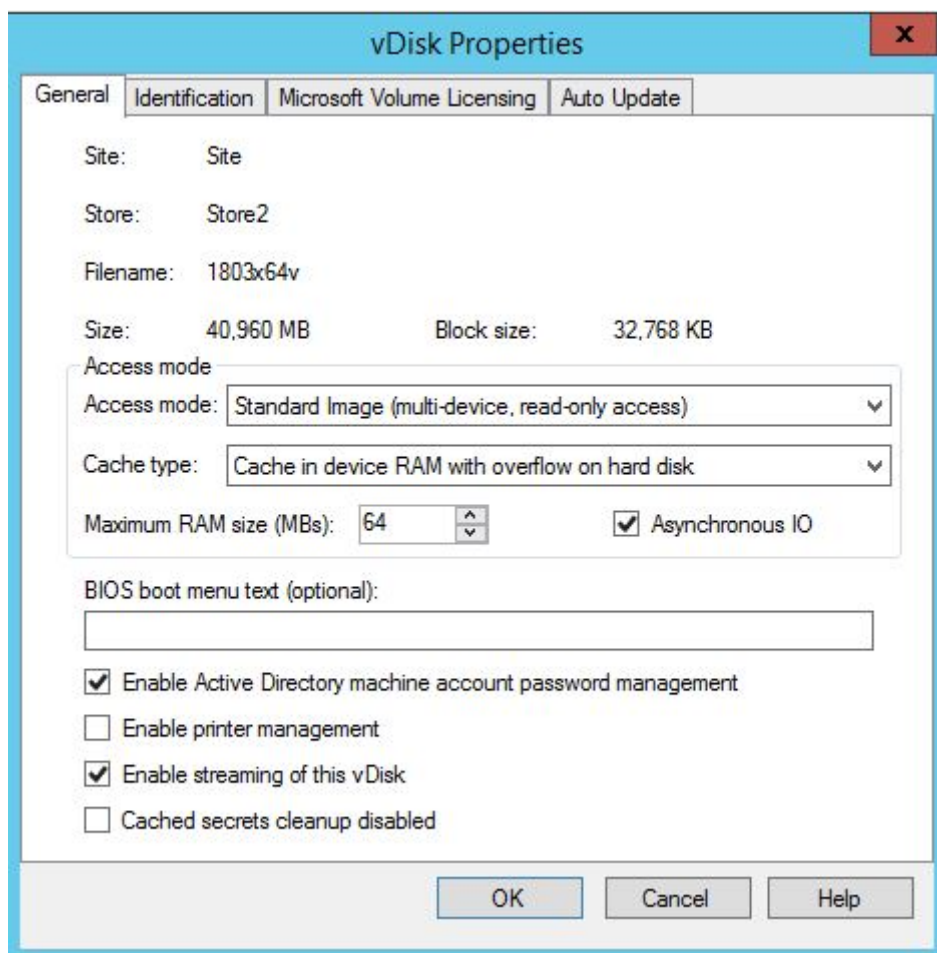 vDisk Properties
x
General Identification Microsoft Volume Licensing Auto Update
Site: Site
Store: Store2
Filename: 1803x64v
Size: 40,960 MB Block size: 32,768 KB
Access mode
Access mode: Standard Image (multi-device, read-only access)
Cache type: Cache in device RAM with overflow on hard disk
Maximum RAM size (MBs): 64 Asynchronous IO
BIOS boot menu text (optional):
Enable Active Directory machine account password management
Enable printer management
Enable streaming of this vDisk
Cached secrets cleanup disabled
OK Cancel Help